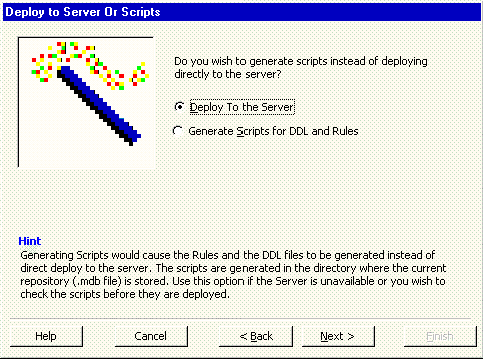 Deploy to Server Or Scripts
Do you wish to generate scripts instead of deploying
directly to the server?
Deploy To the Server
Generate Scripts for DDL and Rules
Hint
Generating Scripts would cause the Rules and the DDL files to be generated instead of
direct deploy to the server. The scripts are generated in the directory where the current
repository (.mdb file) is stored. Use this option if the Server is unavailable or you wish to
check the scripts before they are deployed.
Help
Cancel
< Back
Next >
Finish